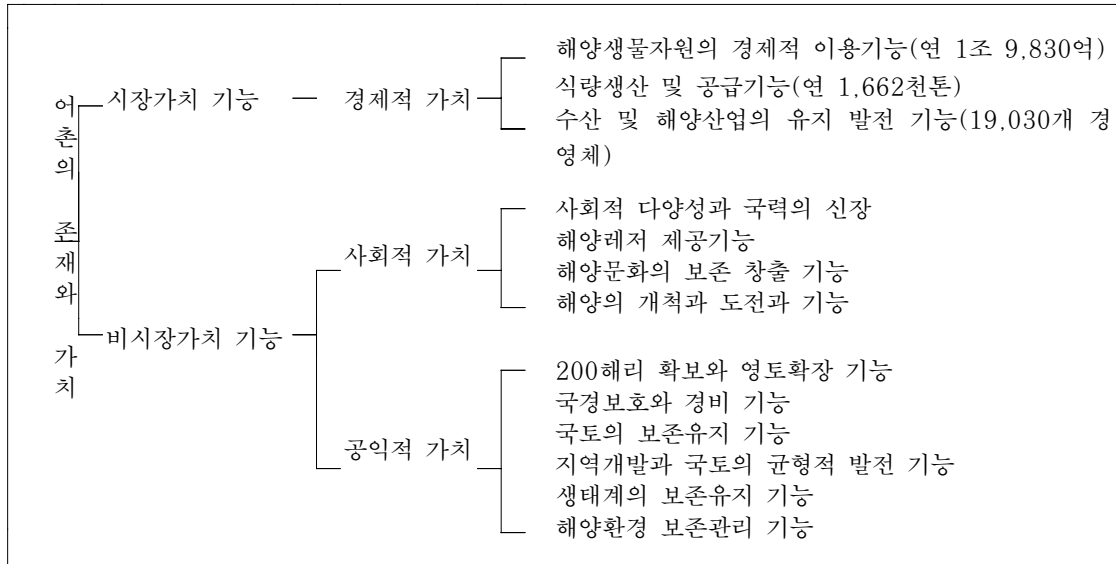 어촌의 존재와 가치
시장가치 기능
경제적 가치
해양생물자원의 경제적 이용기능(연 1조 9,830억)
식량생산 및 공급기능(연 1,662천톤)
수산 및 해양산업의 유지 발전 기능(19,030개 경
영체)
비시장가치 기능
사회적 가치
사회적 다양성과 국력의 신장
해양레저 제공기능
해양문화의 보존 창출 기능
해양의 개척과 도전과 기능
공익적 가치
200해리 확보와 영토확장 기능
국경보호와 경비 기능
국토의 보존유지 기능
지역개발과 국토의 균형적 발전 기능
생태계의 보존유지 기능
해양환경 보존관리 기능